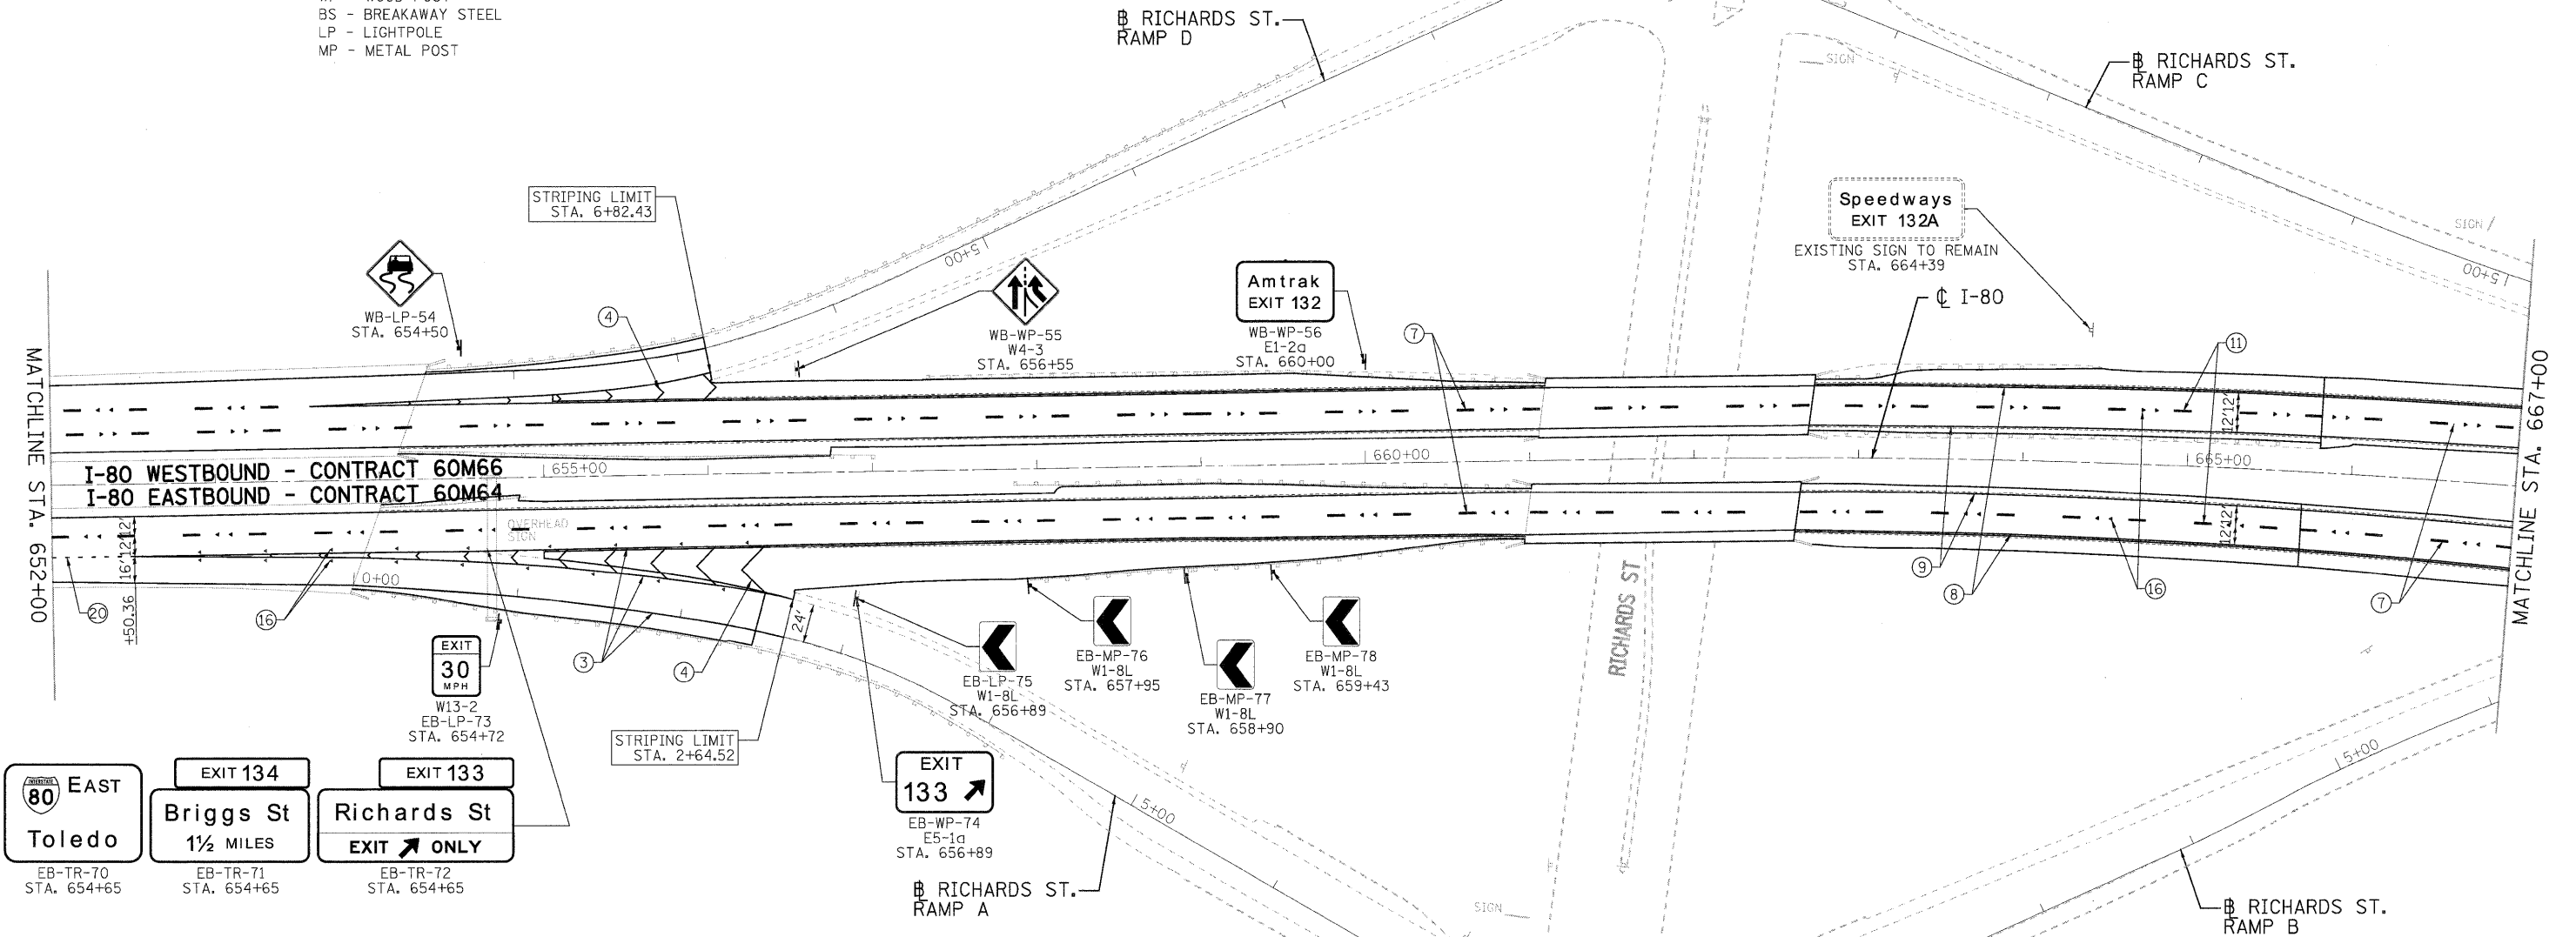 BS - BREAKAWAY STEEL
LP - LIGHTPOLE
MP - METAL POST
RICHARDS ST.
RAMP D
RICHARDS ST.
RAMP C
SIGN
STRIPING LIMIT
STA. 6+82.43
Speedways
EXIT 132A
EXISTING SIGN TO REMAIN
STA. 664+39
SIGN
5+00
5+00
WB-LP-54
STA. 654+50
4
WB-WP-55
W4-3
STA. 656+55
Amtrak
EXIT 132
WB-WP-56
E1-2a
STA. 660+00
7
℄ I-80
11
MATCHLINE STA. 652+00
MATCHLINE STA. 667+00
12' 12'
I-80 WESTBOUND - CONTRACT 60M66
I-80 EASTBOUND - CONTRACT 60M64
655+00
660+00
665+00
OVERHEAD
SIGN
16' 12' 12'
12' 12'
+50.36
0+00
20
16
3
4
24'
9
8
16
7
RICHARDS ST
EXIT
30
MPH
W13-2
EB-LP-73
STA. 654+72
EB-LP-75
W1-8L
STA. 656+89
EB-MP-76
W1-8L
STA. 657+95
EB-MP-77
W1-8L
STA. 658+90
EB-MP-78
W1-8L
STA. 659+43
STRIPING LIMIT
STA. 2+64.52
INTERSTATE
80 EAST
Toledo
EB-TR-70
STA. 654+65
EXIT 134
Briggs St
1½ MILES
EB-TR-71
STA. 654+65
EXIT 133
Richards St
EXIT ONLY
EB-TR-72
STA. 654+65
EXIT
133
EB-WP-74
E5-1a
STA. 656+89
5+00
5+00
RICHARDS ST.
RAMP A
SIGN
RICHARDS ST.
RAMP B